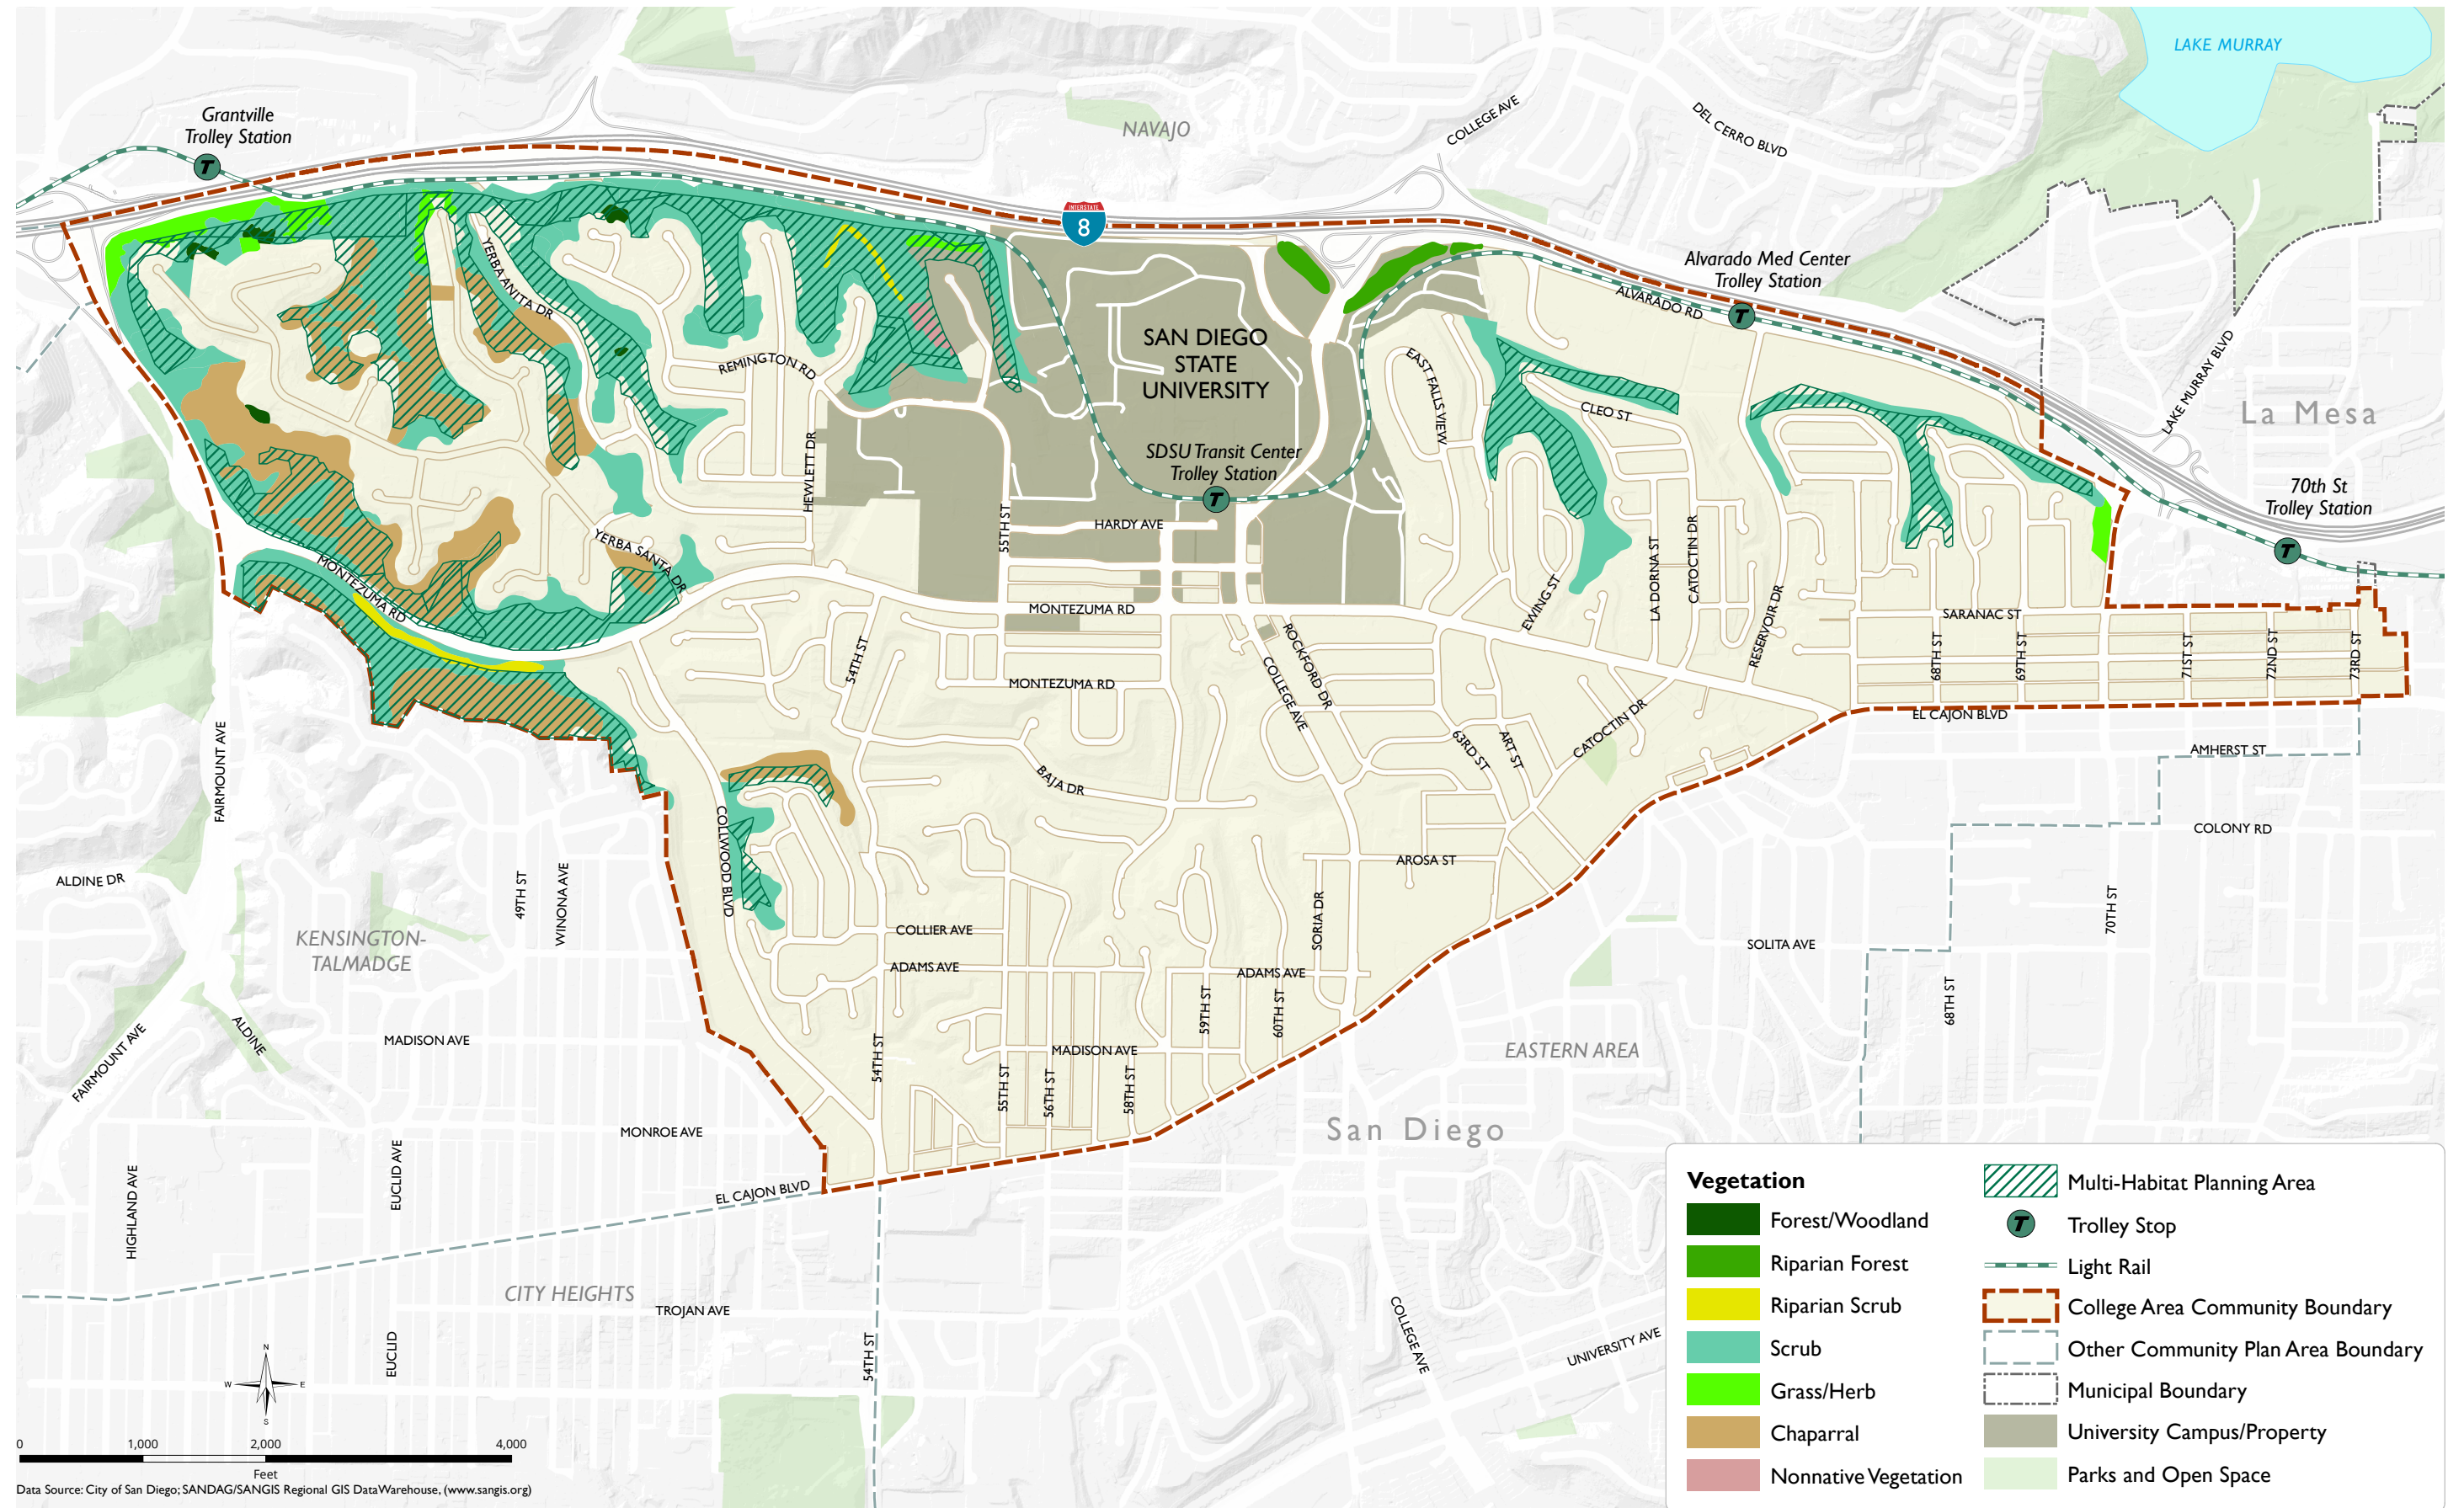 LAKE MURRAY
Grantville
Trolley Station
NAVAJO
COLLEGE AVE
DEL CERRO BLVD
INTERSTATE
8
T
YERBA ANITA DR
Alvarado Med Center
Trolley Station
T
ALVARADO RD
SAN DIEGO
STATE
UNIVERSITY
REMINGTON RD
EAST FALLS VIEW
LAKE MURRAY BLVD
La Mesa
CLEO ST
HEWLETT DR
SDSU Transit Center
Trolley Station
T
70th St
Trolley Station
T
55TH ST
HARDY AVE
YERBA SANTA DR
MONTEZUMA RD
LA DORNA ST
CATOCTIN DR
EWING ST
RESERVOIR DR
MONTEZUMA RD
SARANAC ST
54TH ST
ROCKFORD DR
COLLEGE AVE
68TH ST
69TH ST
71ST ST
72ND ST
73RD ST
MONTEZUMA RD
EL CAJON BLVD
63RD ST
ART ST
CATOCTIN DR
AMHERST ST
FAIRMOUNT AVE
BAJA DR
COLLWOOD BLVD
COLONY RD
AROSA ST
ALDINE DR
49TH ST
WINONA AVE
70TH ST
KENSINGTON-
TALMADGE
COLLIER AVE
SORIA DR
SOLITA AVE
ADAMS AVE
ADAMS AVE
59TH ST
60TH ST
68TH ST
FAIRMOUNT AVE
ALDINE
MADISON AVE
54TH ST
MADISON AVE
EASTERN AREA
55TH ST
56TH ST
58TH ST
San Diego
MONROE AVE
HIGHLAND AVE
EUCLID AVE
EL CAJON BLVD
CITY HEIGHTS
TROJAN AVE
EUCLID
54TH ST
COLLEGE AVE
UNIVERSITY AVE
N
W
E
S
0
1,000
2,000
4,000
Feet
Data Source: City of San Diego; SANDAG/SANGIS Regional GIS DataWarehouse, (www.sangis.org)
Vegetation
Forest/Woodland
Riparian Forest
Riparian Scrub
Scrub
Grass/Herb
Chaparral
Nonnative Vegetation
Multi-Habitat Planning Area
T
Trolley Stop
Light Rail
College Area Community Boundary
Other Community Plan Area Boundary
Municipal Boundary
University Campus/Property
Parks and Open Space